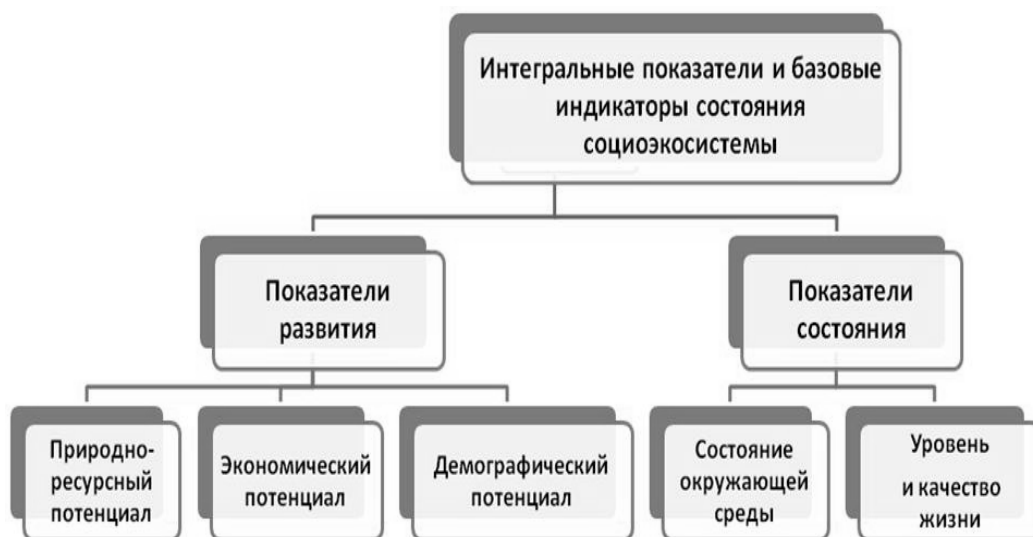 Интегральные показатели и базовые
индикаторы состояния
социоэкосистемы
Показатели
развития
Показатели
состояния
Природно-
ресурсный
потенциал
Экономический
потенциал
Демографический
потенциал
Состояние
окружающей
среды
Уровень
и качество
жизни